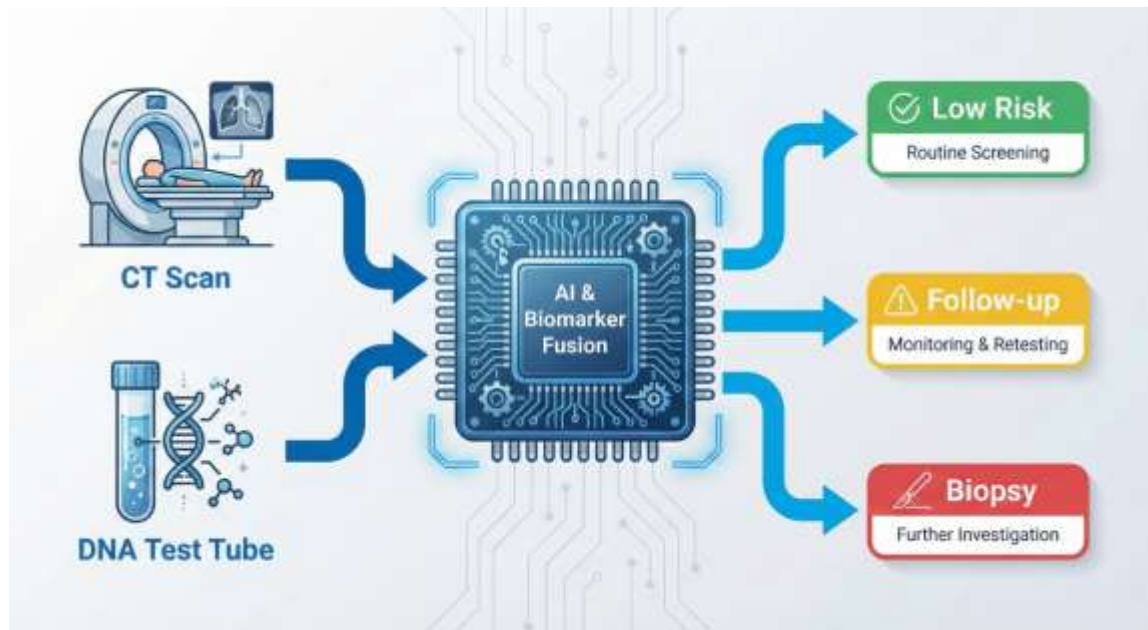 CT Scan
DNA Test Tube
AI &
Biomarker
Fusion
Low Risk
Routine Screening
Follow-up
Monitoring & Retesting
Biopsy
Further Investigation